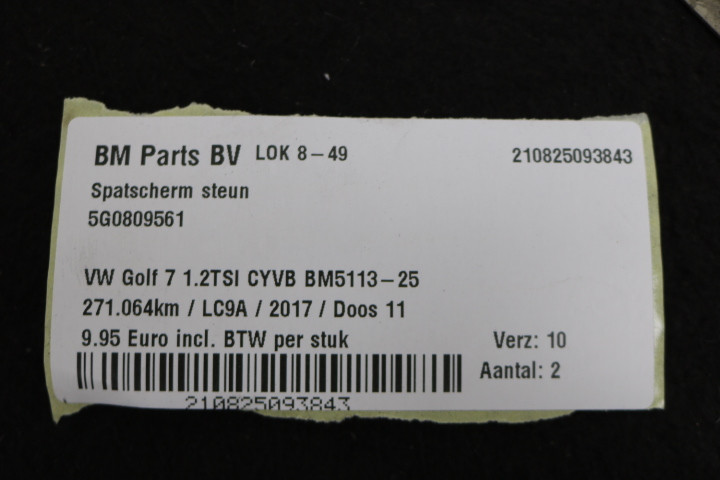 BM Parts BV LOK 8-49 210825093843
Spatscherm steun
5G0809561
VW Golf 7 1.2TSI CYVB BM5113-25
271.064km / LC9A / 2017 / Doos 11
9.95 Euro incl. BTW per stuk Verz: 10
Aantal: 2
210825093843